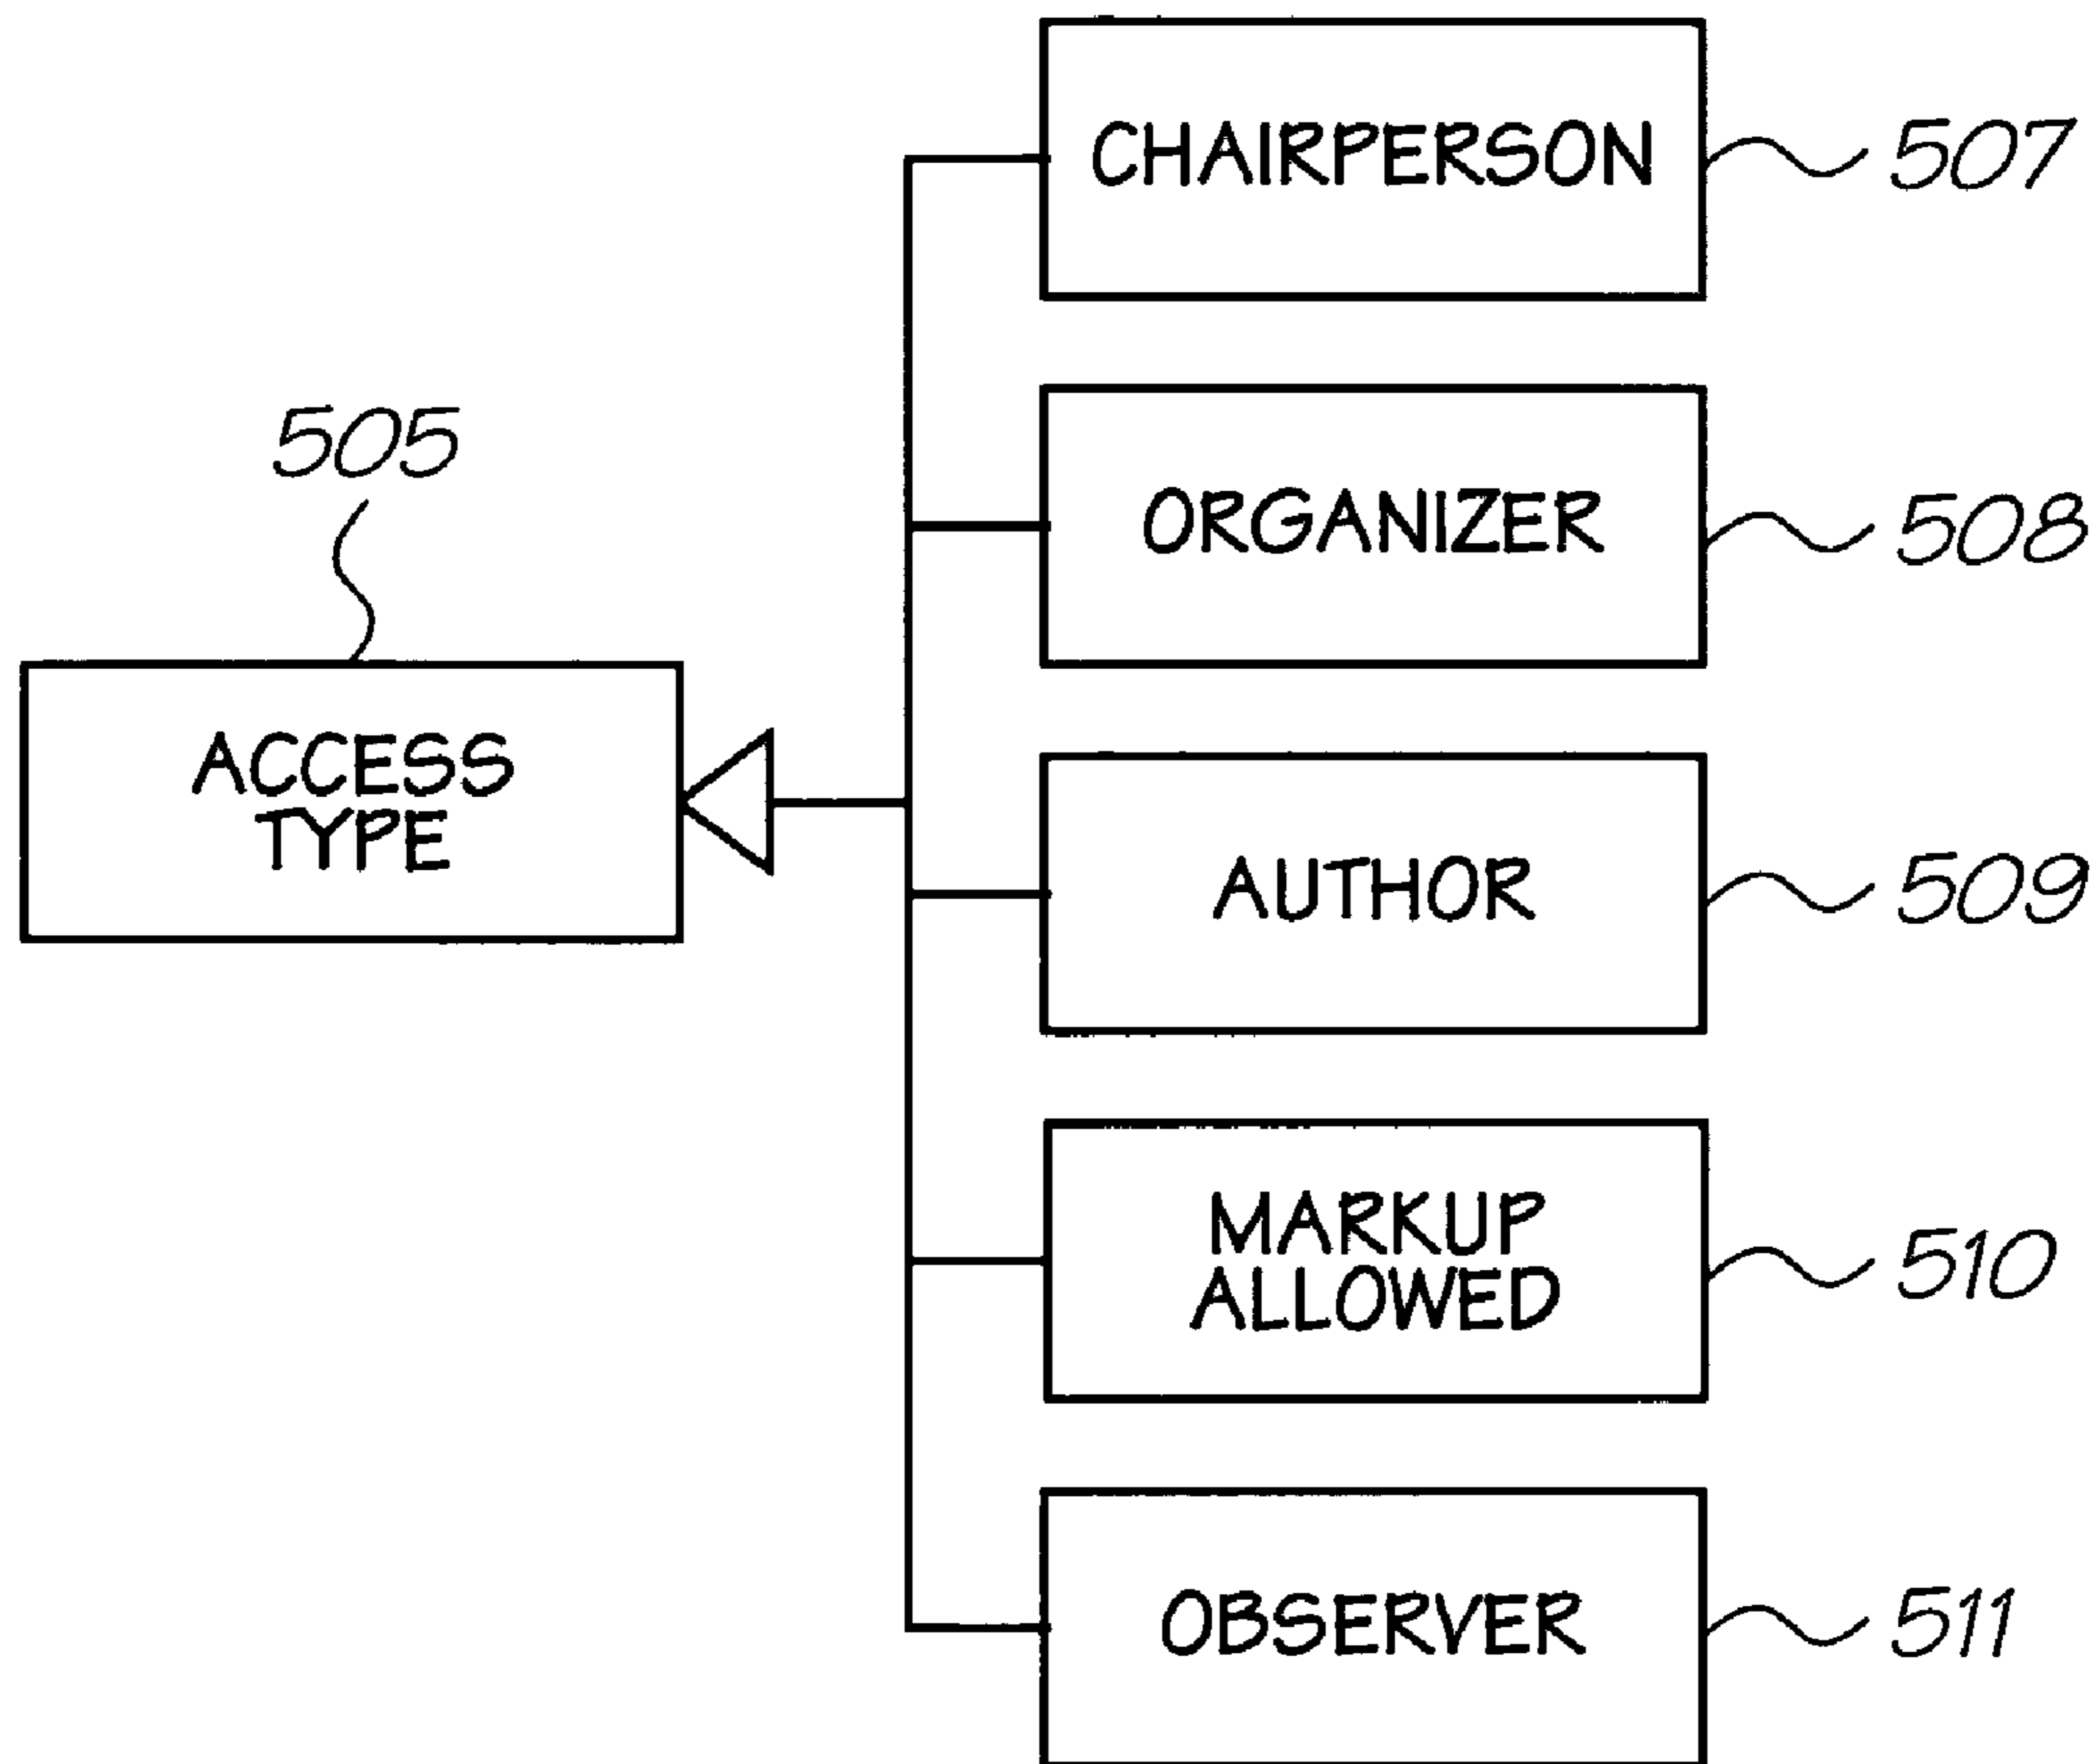 CHAIRPERSON
507
505
ORGANIZER
508
ACCESS
TYPE
AUTHOR
509
MARKUP
ALLOWED
510
OBSERVER
511